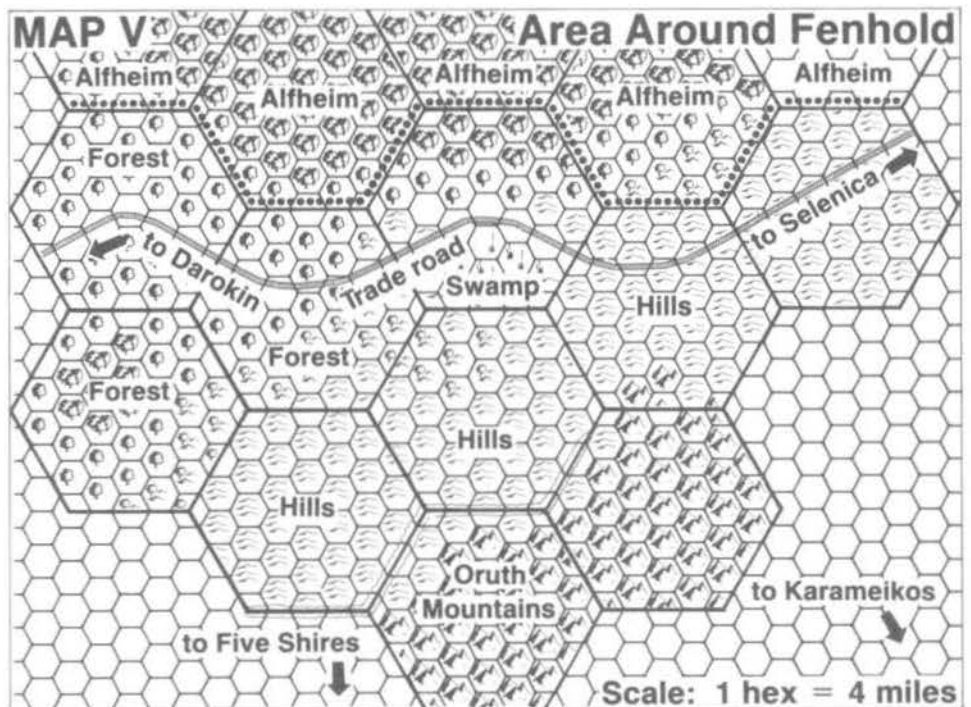 MAP V
Area Around Fenhold
Alfheim
Alfheim
Alfheim
Alfheim
Alfheim
Forest
to Selenica
to Darokin
Trade road
Swamp
Hills
Forest
Forest
Hills
Hills
Oruth
Mountains
to Karameikos
to Five Shires
Scale: 1 hex = 4 miles